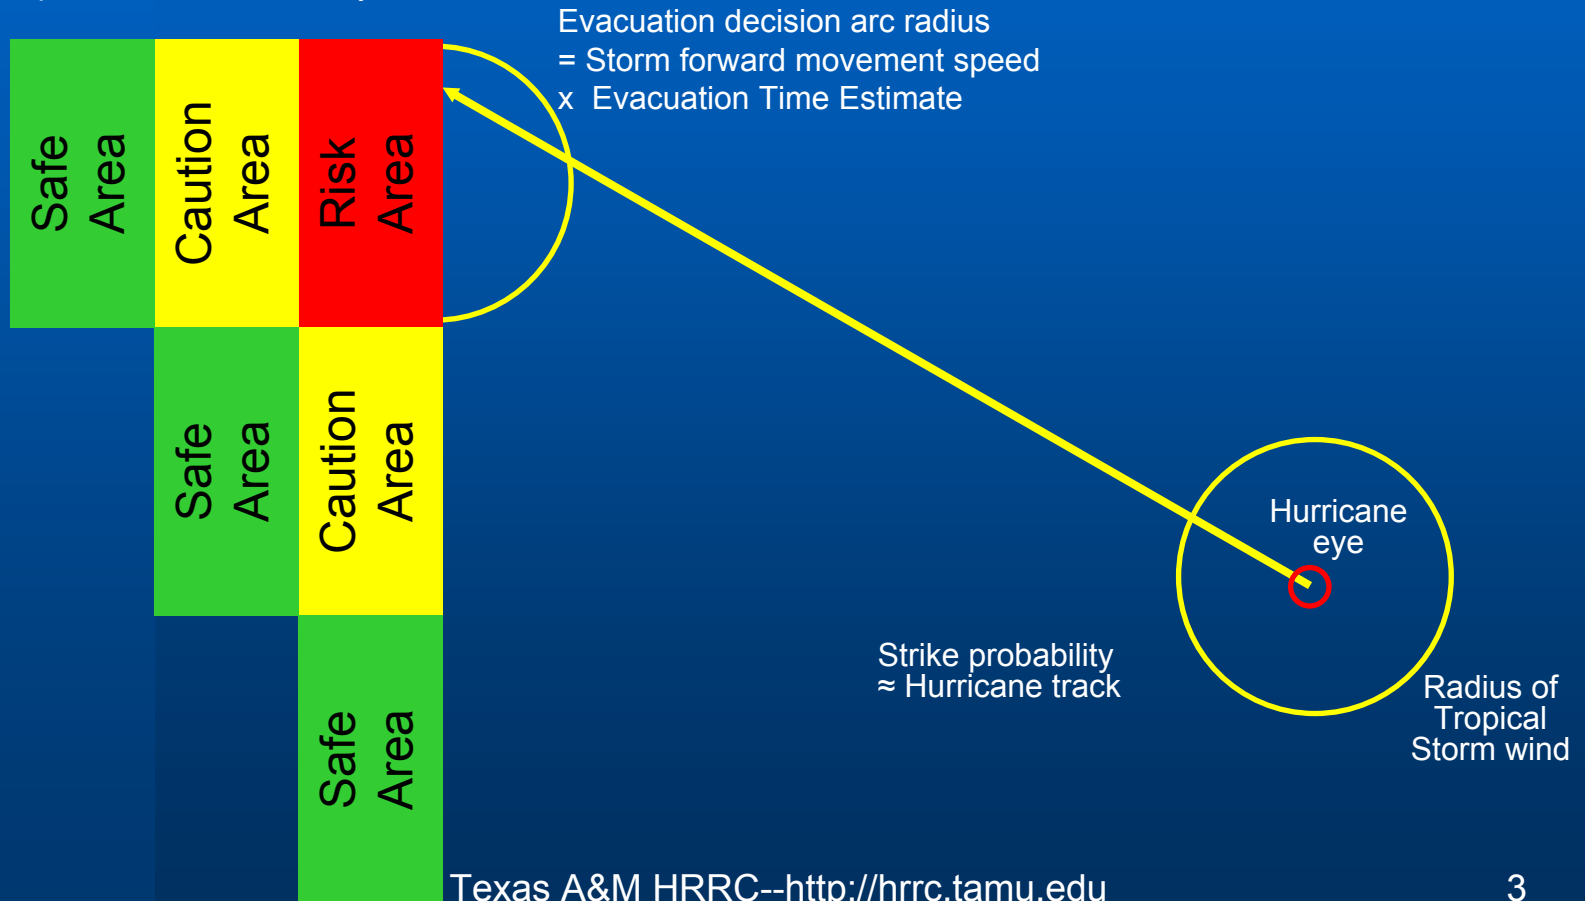 Evacuation decision arc radius
= Storm forward movement speed
x Evacuation Time Estimate
Safe
Area
Caution
Area
Risk
Area
Safe
Area
Caution
Area
Hurricane
eye
Strike probability
≈ Hurricane track
Radius of
Tropical
Storm wind
Safe
Area
Texas A&M HRRC--http://hrrc.tamu.edu
3